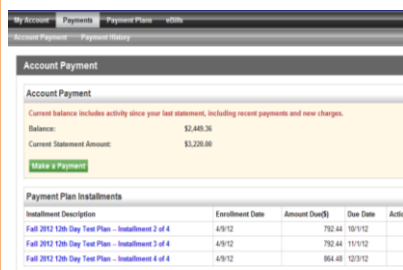 My Account Payments Payment Plans eBills
Account Payment Payment History
Account Payment
Account Payment
Current balance includes activity since your last statement, including recent payments and new charges.
Balance: $2,449.36
Current Statement Amount: $3,220.00
Make a Payment
Payment Plan Installments
Installment Description Enrollment Date Amount Due($) Due Date Actio
Fall 2012 12th Day Test Plan – Installment 2 of 4 4/9/12 792.44 10/1/12
Fall 2012 12th Day Test Plan – Installment 3 of 4 4/9/12 792.44 11/1/12
Fall 2012 12th Day Test Plan – Installment 4 of 4 4/9/12 864.48 12/3/12